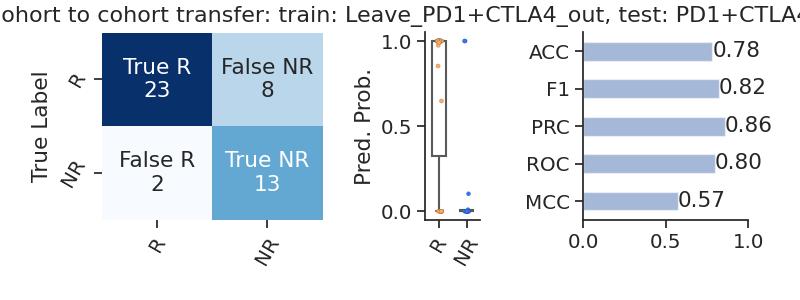 ohort to cohort transfer: train: Leave_PD1+CTLA4_out, test: PD1+CTLA4
True Label
R
NR
True R
23
False NR
8
False R
2
True NR
13
R
NR
Pred. Prob.
1.0
0.5
0.0
R
NR
ACC
F1
PRC
ROC
MCC
0.78
0.82
0.86
0.80
0.57
0.0
0.5
1.0